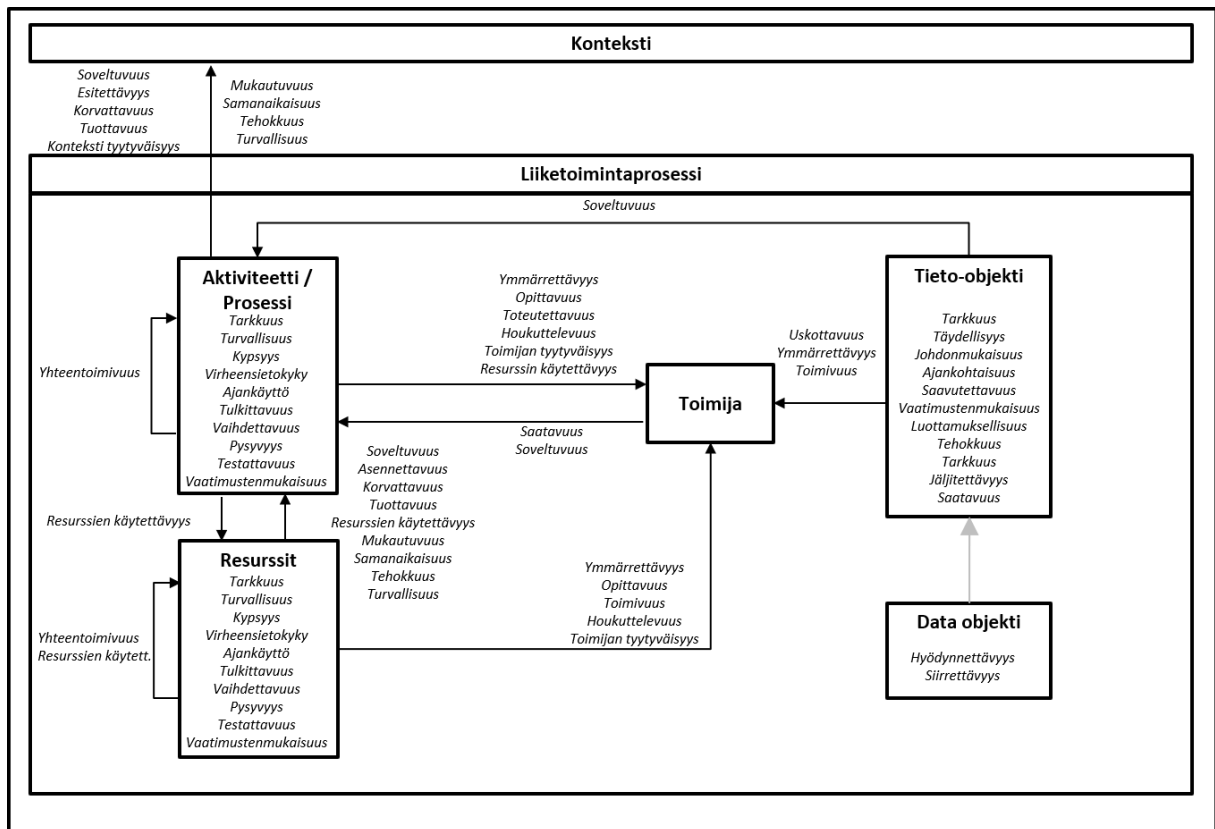 Konteksti
Soveltuvuus
Esitettävyys
Korvattavuus
Tuottavuus
Konteksti tyytyväisyys
Mukautuvuus
Samanaikaisuus
Tehokkuus
Turvallisuus
Liiketoimintaprosessi
Soveltuvuus
Aktiviteetti /
Prosessi
Tarkkuus
Turvallisuus
Kypsyys
Virheensietokyky
Ajankäyttö
Tulkittavuus
Vaihdettavuus
Pysyvyys
Testattavuus
Vaatimustenmukaisuus
Yhteentoimivuus
Ymmärrettävyys
Opittavuus
Toteutettavuus
Houkuttelevuus
Toimijan tyytyväisyys
Resurssin käytettävyys
Toimija
Uskottavuus
Ymmärrettävyys
Toimivuus
Tieto-objekti
Tarkkuus
Täydellisyys
Johdonmukaisuus
Ajankohtaisuus
Saavutettavuus
Vaatimustenmukaisuus
Luottamuksellisuus
Tehokkuus
Tarkkuus
Jäljitettävyys
Saatavuus
Saatavuus
Soveltuvuus
Soveltuvuus
Asennettavuus
Korvattavuus
Tuottavuus
Resurssien käytettävyys
Mukautuvuus
Samanaikaisuus
Tehokkuus
Turvallisuus
Resurssien käytettävyys
Resurssit
Tarkkuus
Turvallisuus
Kypsyys
Virheensietokyky
Ajankäyttö
Tulkittavuus
Vaihdettavuus
Pysyvyys
Testattavuus
Vaatimustenmukaisuus
Yhteentoimivuus
Resurssien käytett.
Ymmärrettävyys
Opittavuus
Toimivuus
Houkuttelevuus
Toimijan tyytyväisyys
Data objekti
Hyödynnettävyys
Siirrettävyys